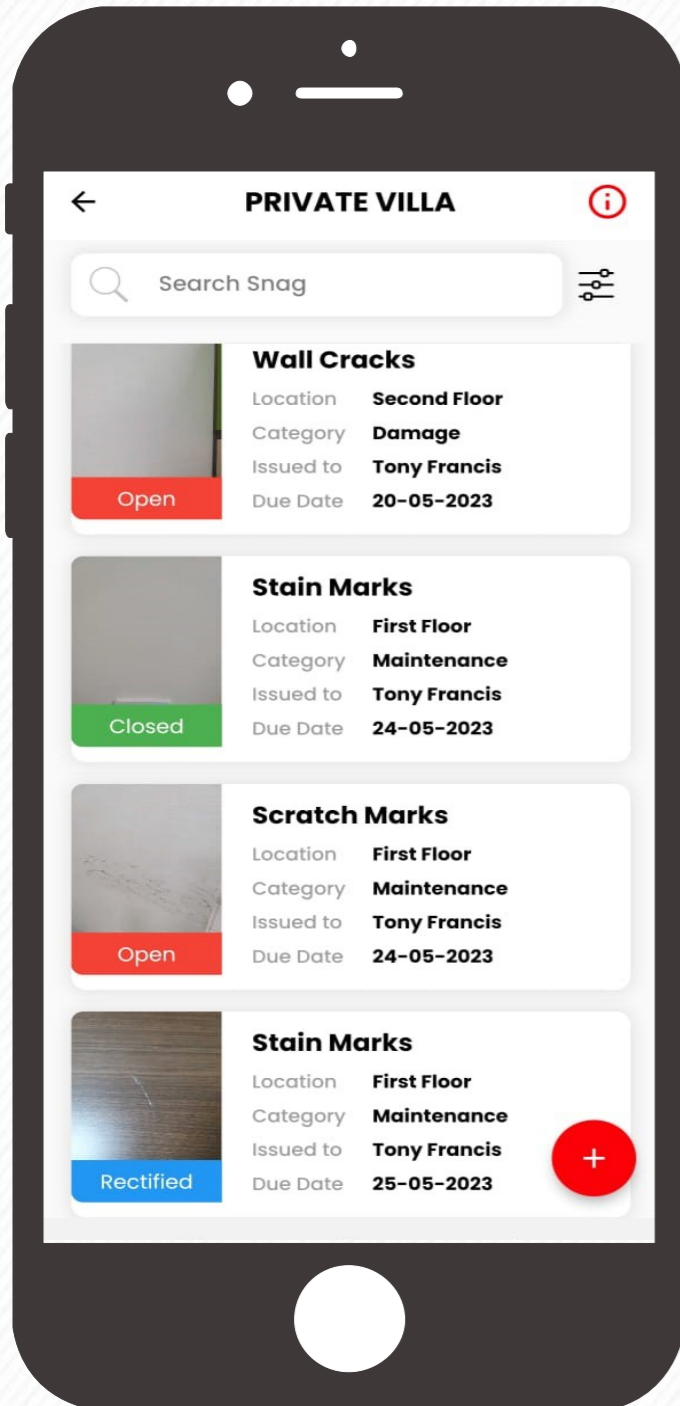 PRIVATE VILLA
Search Snag
Wall Cracks
Location Second Floor
Category Damage
Issued to Tony Francis
Open
Due Date 20-05-2023
Stain Marks
Location First Floor
Category Maintenance
Issued to Tony Francis
Closed
Due Date 24-05-2023
Scratch Marks
Location First Floor
Category Maintenance
Issued to Tony Francis
Open
Due Date 24-05-2023
Stain Marks
Location First Floor
Category Maintenance
Issued to Tony Francis
Rectified
Due Date 25-05-2023